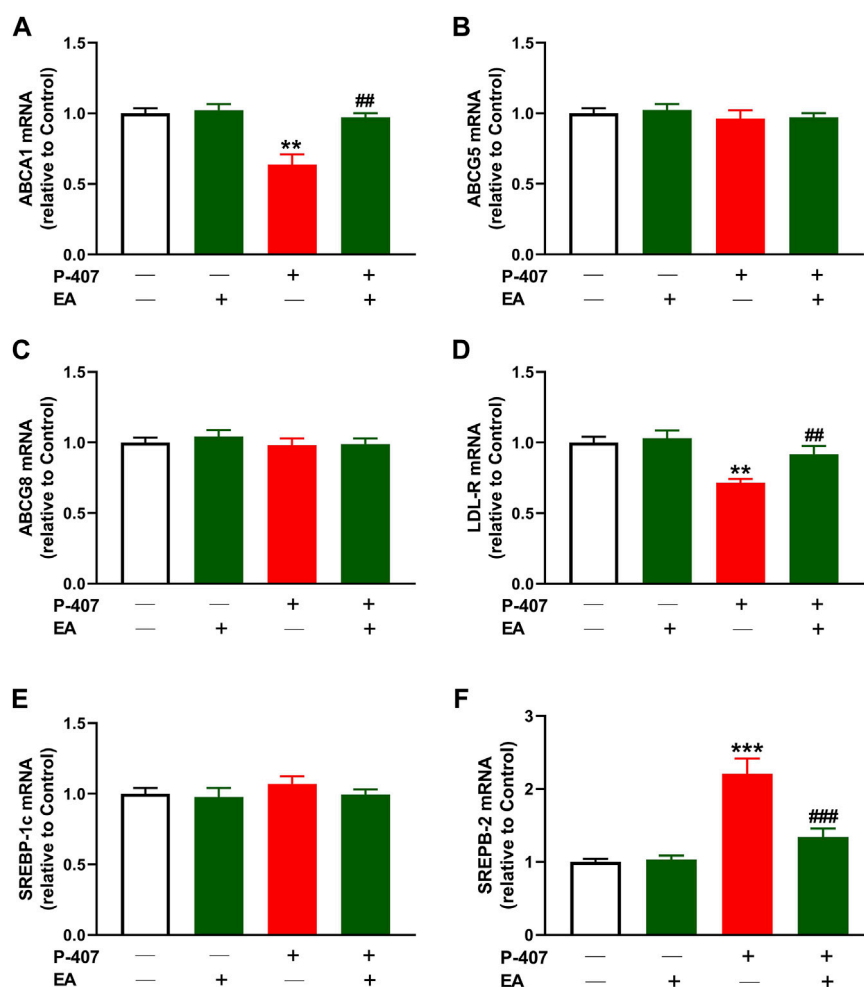 A
ABCA1 mRNA
(relative to Control)
1.5
1.0
0.5
0.0
**
##
P-407 — — + +
EA — + — +
B
ABCG5 mRNA
(relative to Control)
1.5
1.0
0.5
0.0
P-407 — — + +
EA — + — +
C
ABCG8 mRNA
(relative to Control)
1.5
1.0
0.5
0.0
P-407 — — + +
EA — + — +
D
LDL-R mRNA
(relative to Control)
1.5
1.0
0.5
0.0
**
##
P-407 — — + +
EA — + — +
E
SREBP-1c mRNA
(relative to Control)
1.5
1.0
0.5
0.0
P-407 — — + +
EA — + — +
F
SREPB-2 mRNA
(relative to Control)
3
2
1
0
***
###
P-407 — — + +
EA — + — +